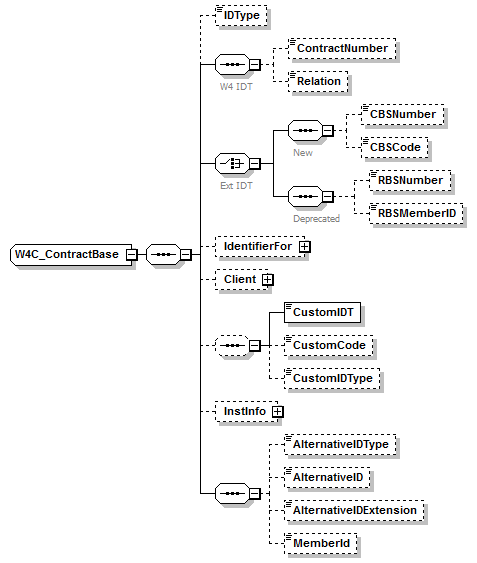 IDType
ContractNumber
W4 IDT
Relation
CBSNumber
New
CBSCode
Ext IDT
RBSNumber
Deprecated
RBSMemberID
IdentifierFor
W4C_ContractBase
Client
CustomIDT
CustomCode
CustomIDType
InstInfo
AlternativeIDType
AlternativeID
AlternativeIDExtension
MemberId